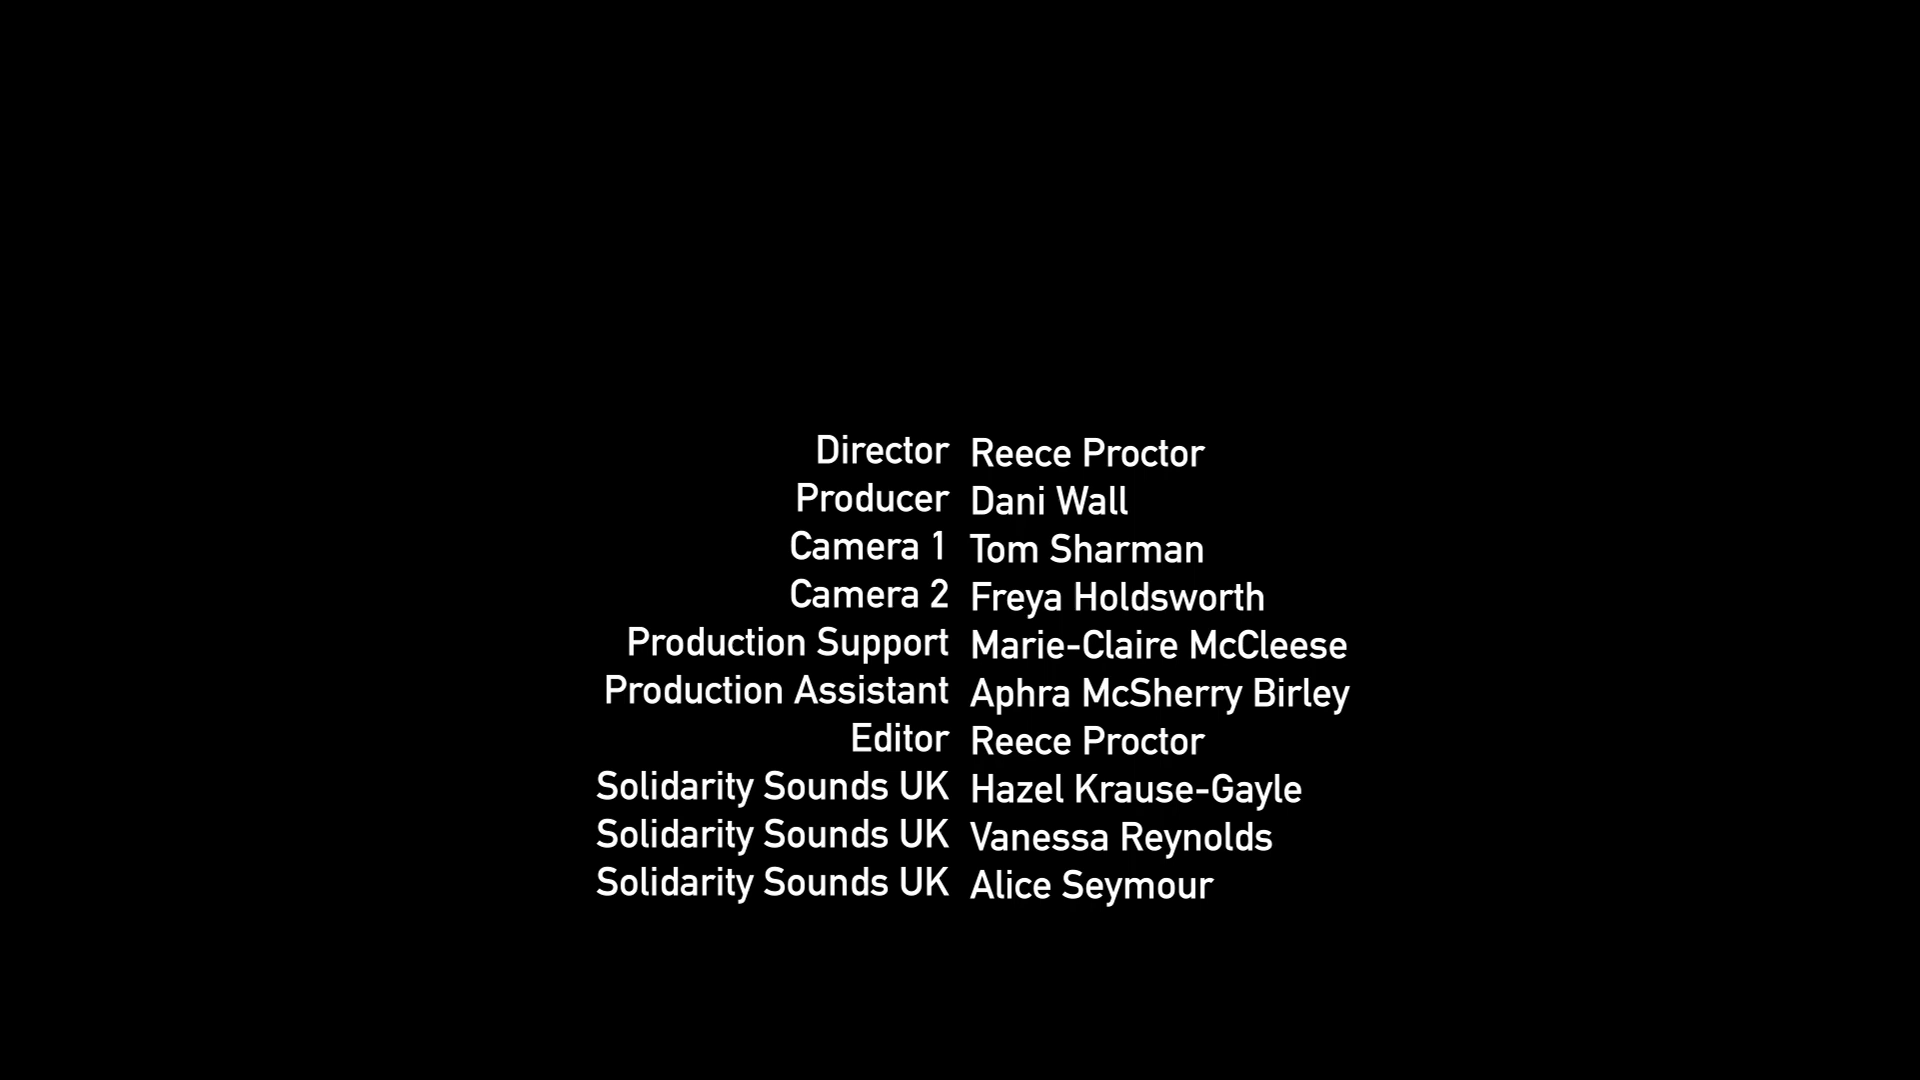 Director Reece Proctor
Producer Dani Wall
Camera 1 Tom Sharman
Camera 2 Freya Holdsworth
Production Support Marie-Claire McCleese
Production Assistant Aphra McSherry Birley
Editor Reece Proctor
Solidarity Sounds UK Hazel Krause-Gayle
Solidarity Sounds UK Vanessa Reynolds
Solidarity Sounds UK Alice Seymour